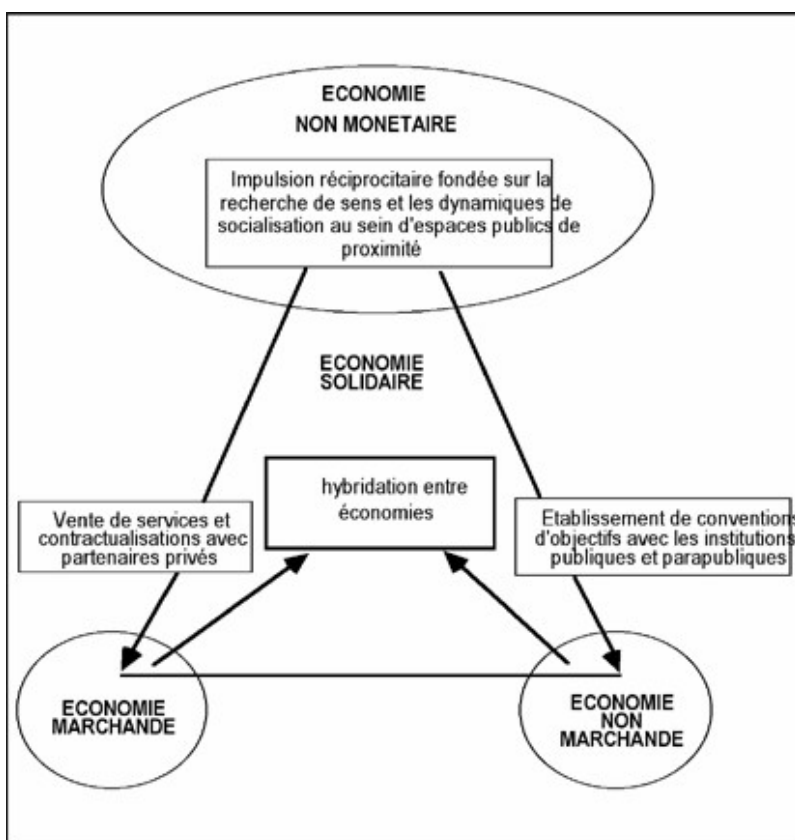 ECONOMIE
NON MONETAIRE
Impulsion réciprocitaire fondée sur la
recherche de sens et les dynamiques de
socialisation au sein d'espaces publics de
proximité
ECONOMIE
SOLIDAIRE
hybridation entre
économies
Vente de services et
contractualisations avec
partenaires privés
Etablissement de conventions
d'objectifs avec les institutions
publiques et parapubliques
ECONOMIE
MARCHANDE
ECONOMIE
NON
MARCHANDE